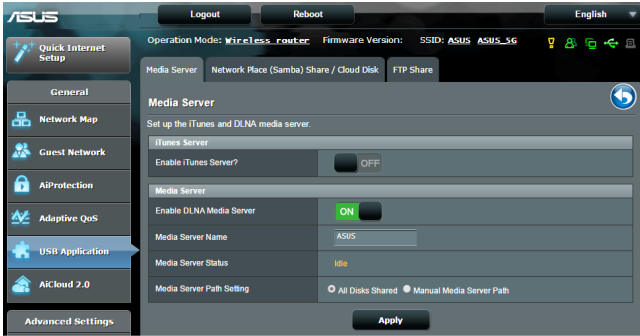 ASUS Logout Reboot English
Operation Mode: Wireless router Firmware Version: SSID: ASUS ASUS_5G
Quick Internet
Setup
General
Network Map
Guest Network
AiProtection
Adaptive QoS
USB Application
AiCloud 2.0
Advanced Settings
Media Server Network Place (Samba) Share / Cloud Disk FTP Share
Media Server
Set up the iTunes and DLNA media server.
iTunes Server
Enable iTunes Server? OFF
Media Server
Enable DLNA Media Server ON
Media Server Name ASUS
Media Server Status Idle
Media Server Path Setting All Disks Shared Manual Media Server Path
Apply